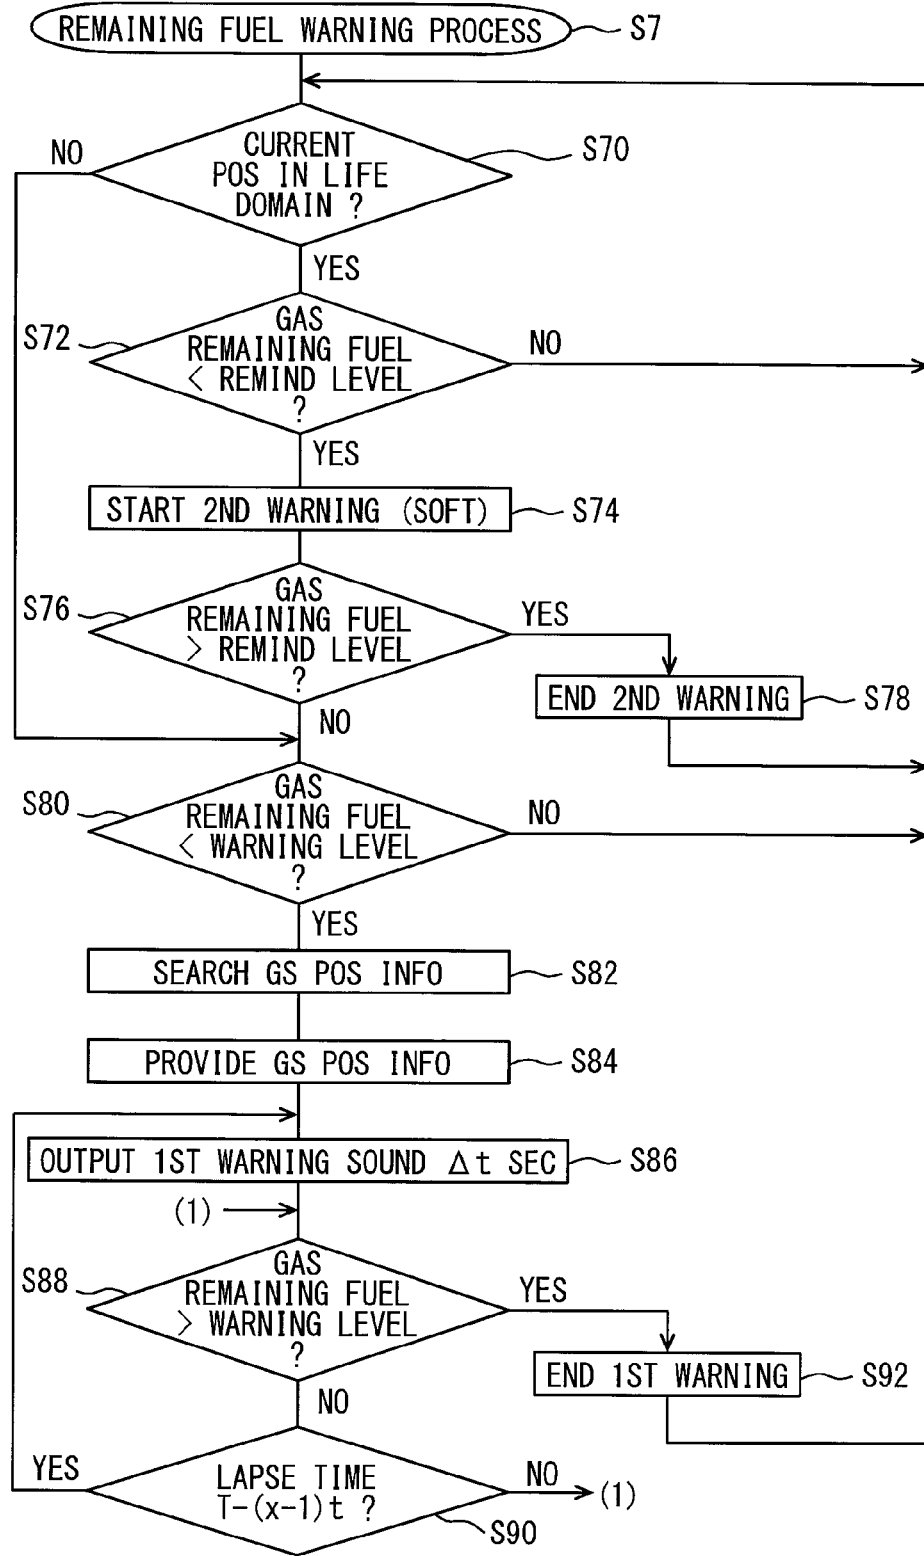 REMAINING FUEL WARNING PROCESS
S7
CURRENT
POS IN LIFE
DOMAIN ?
S70
NO
YES
GAS
REMAINING FUEL
< REMIND LEVEL
?
S72
NO
YES
START 2ND WARNING (SOFT)
S74
GAS
REMAINING FUEL
> REMIND LEVEL
?
S76
YES
END 2ND WARNING
S78
NO
GAS
REMAINING FUEL
< WARNING LEVEL
?
S80
NO
YES
SEARCH GS POS INFO
S82
PROVIDE GS POS INFO
S84
OUTPUT 1ST WARNING SOUND Δt SEC
S86
(1)
GAS
REMAINING FUEL
> WARNING LEVEL
?
S88
YES
END 1ST WARNING
S92
NO
LAPSE TIME
T-(x-1)t ?
YES
NO
(1)
S90